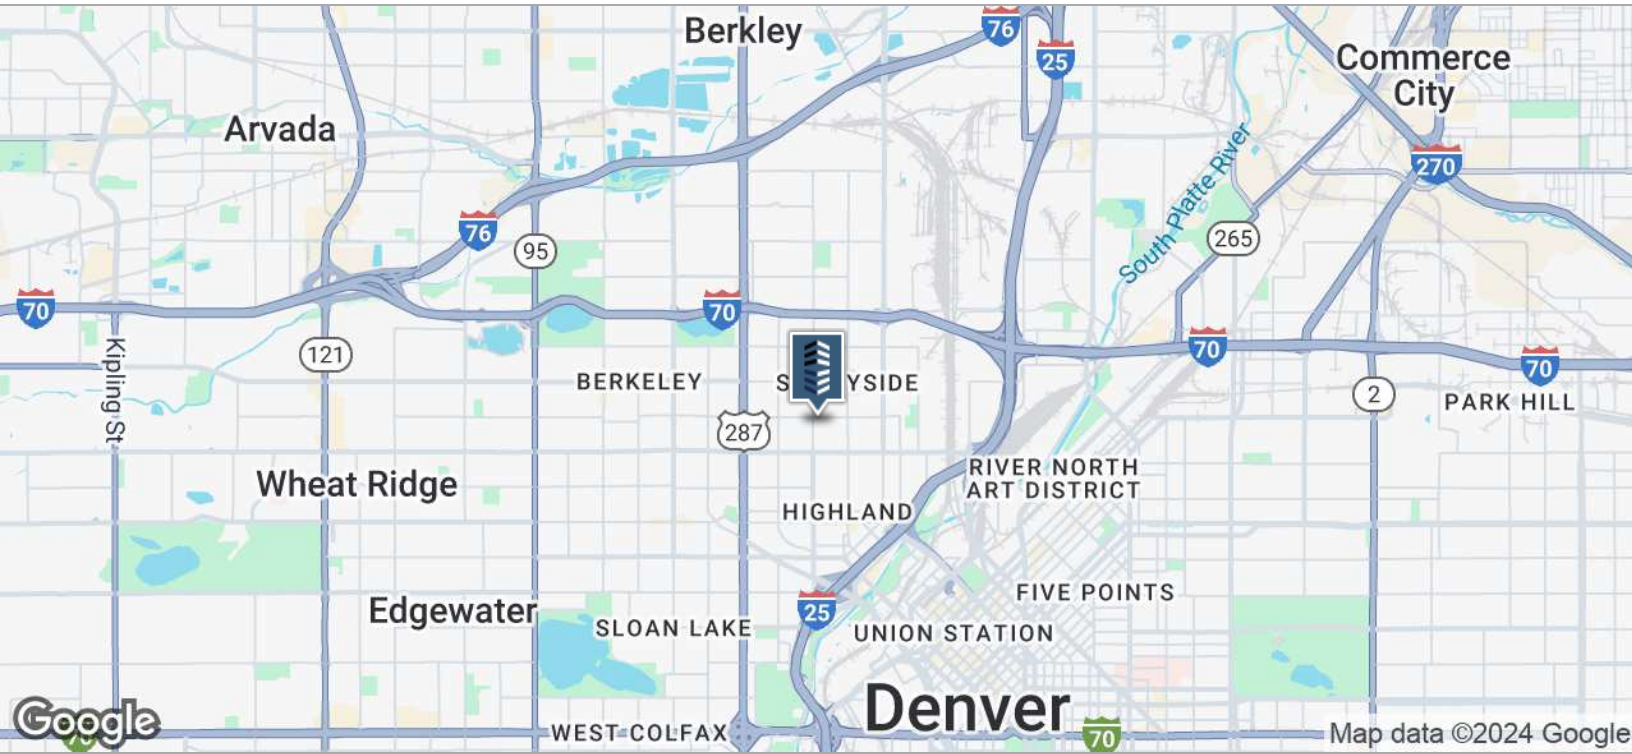 Berkley
76
25
Commerce
City
Arvada
270
South Platte River
76
95
265
70
70
70
70
Kipling St
121
BERKELEY
2
PARK HILL
287
Wheat Ridge
RIVER NORTH
ART DISTRICT
HIGHLAND
FIVE POINTS
Edgewater
25
SLOAN LAKE
UNION STATION
Denver
Google
WEST COLFAX
70
Map data ©2024 Google